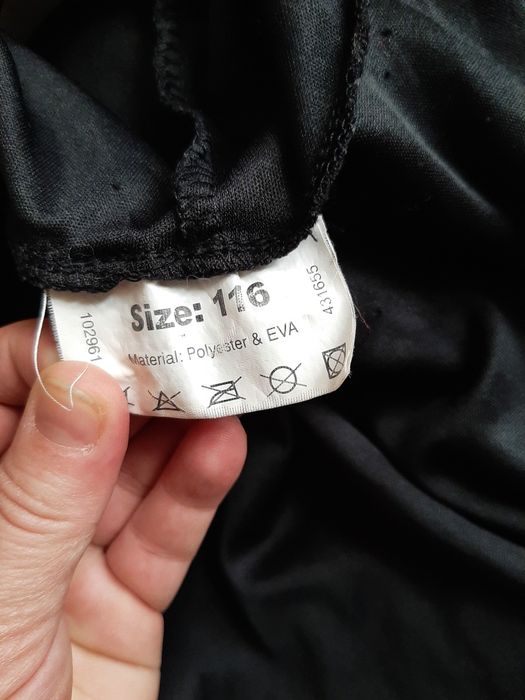 Size: 116
Material: Polyester & EVA
102961
431655